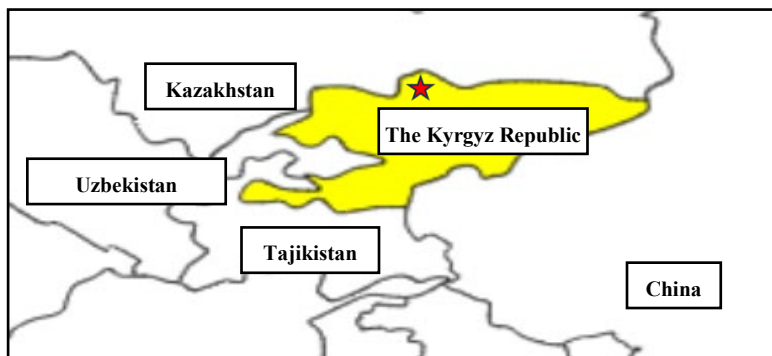 Kazakhstan
The Kyrgyz Republic
Uzbekistan
Tajikistan
China